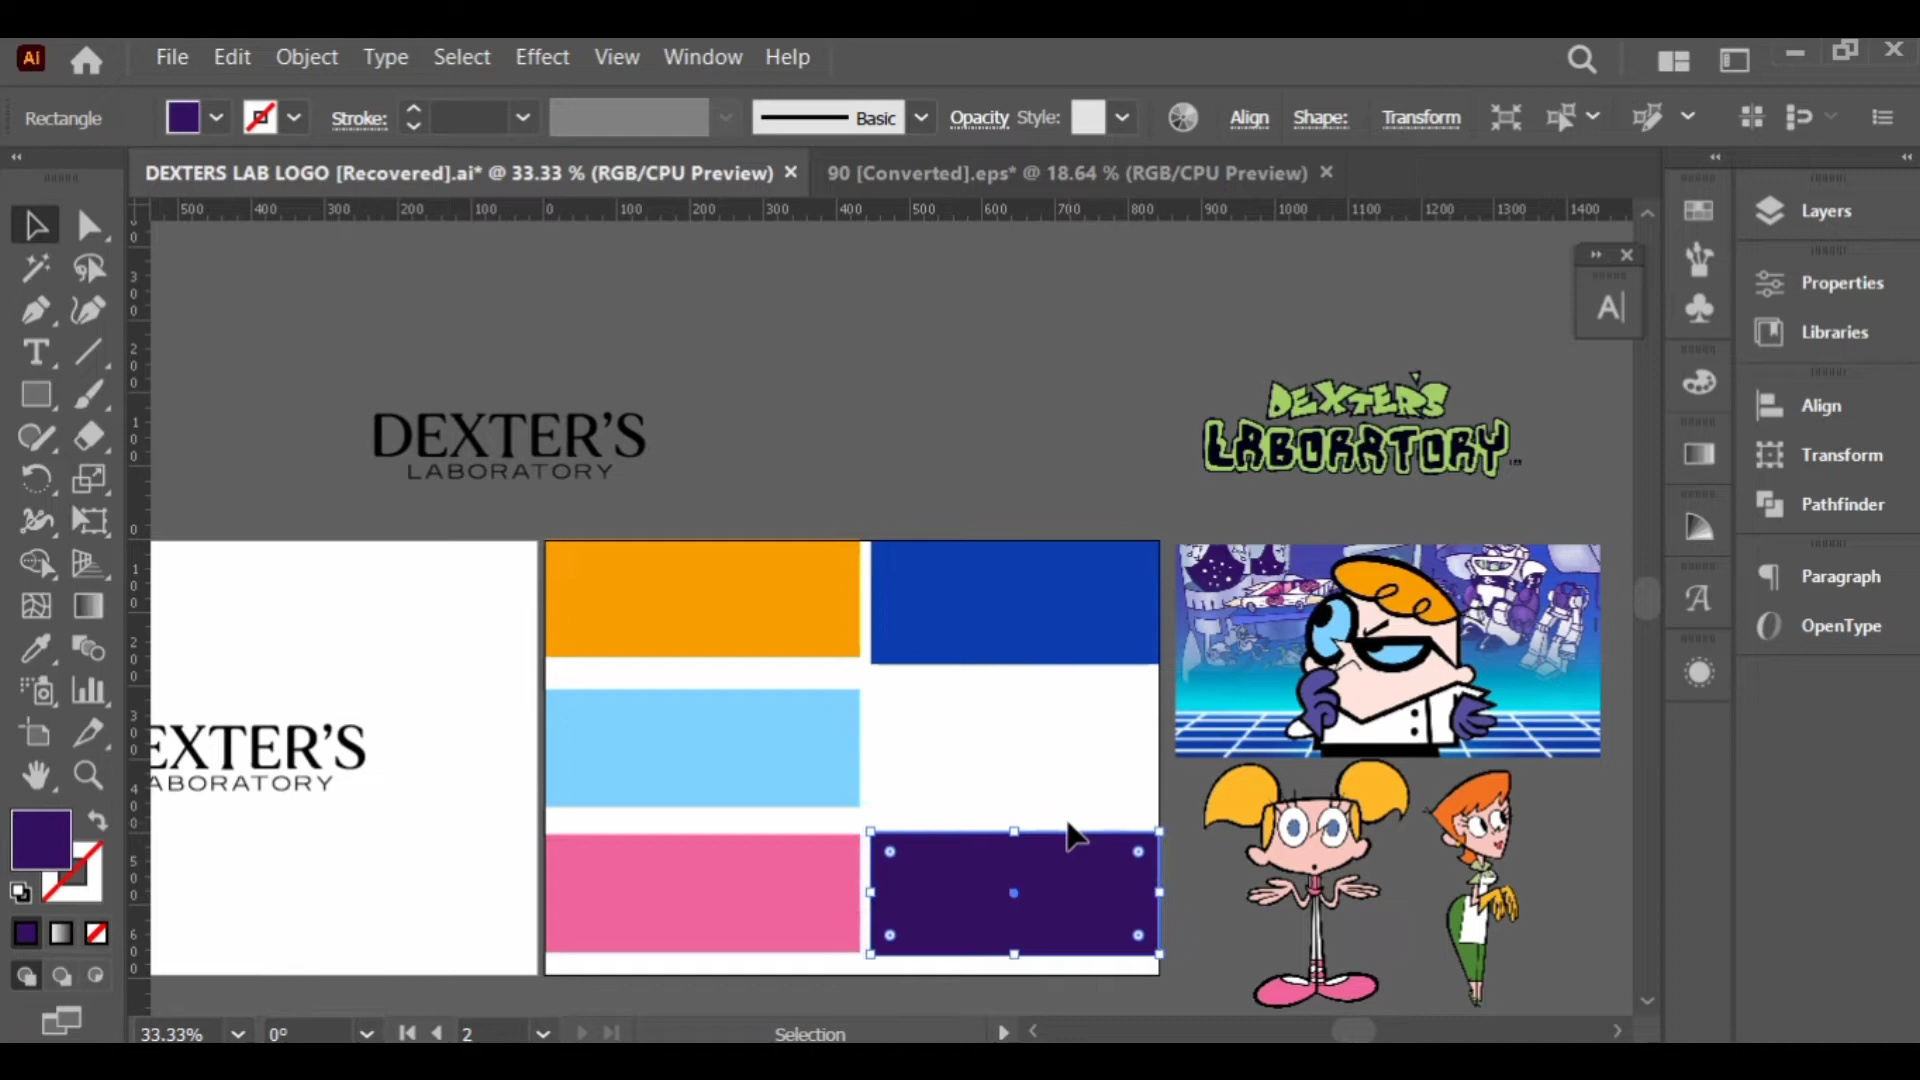 Ai File Edit Object Type Select Effect View Window Help
Rectangle Stroke: Basic Opacity Style: Align Shape: Transform
DEXTERS LAB LOGO [Recovered].ai* @ 33.33 % (RGB/CPU Preview) × 90 [Converted].eps* @ 18.64 % (RGB/CPU Preview) ×
500 400 300 200 100 0 100 200 300 400 500 600 700 800 900 1000 1100 1200 1300 1400
Layers
Properties
Libraries
Align
Transform
Pathfinder
Paragraph
OpenType
DEXTER'S
LABORATORY
DEXTER'S
LABORATORY
EXTER'S
ABORATORY
33.33% 0° 2 Selection